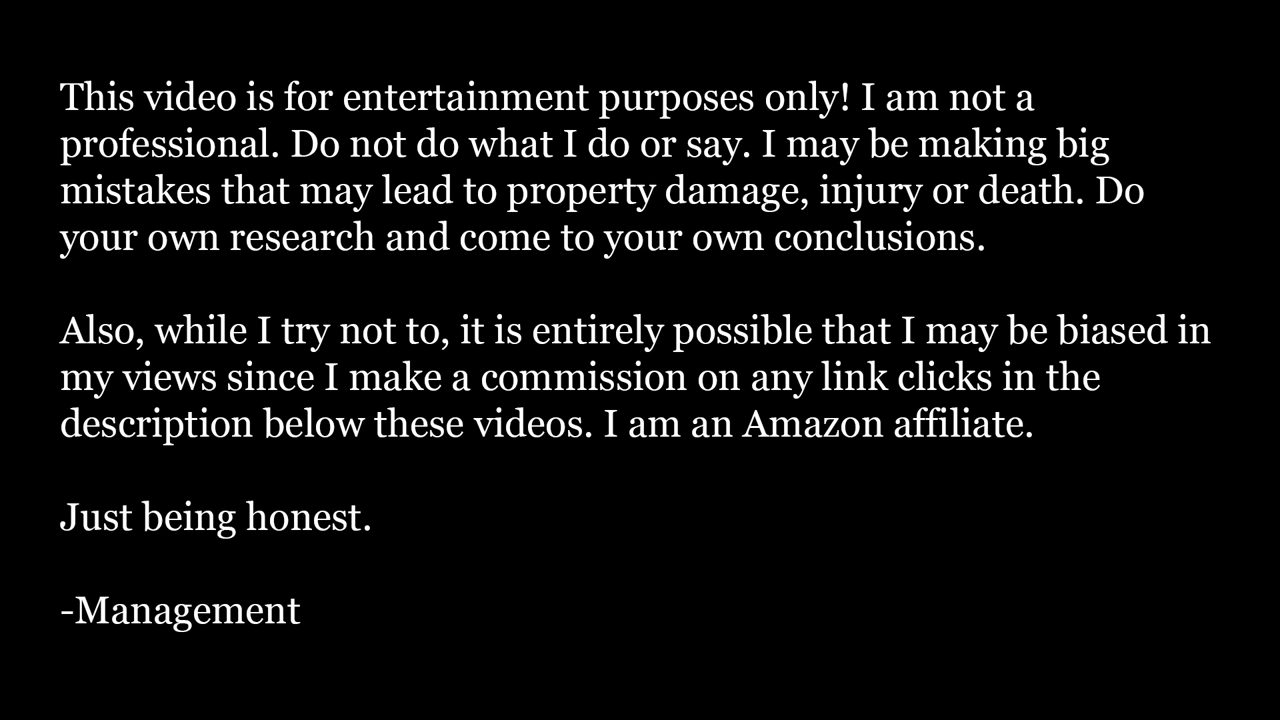 This video is for entertainment purposes only! I am not a
professional. Do not do what I do or say. I may be making big
mistakes that may lead to property damage, injury or death. Do
your own research and come to your own conclusions.
Also, while I try not to, it is entirely possible that I may be biased in
my views since I make a commission on any link clicks in the
description below these videos. I am an Amazon affiliate.
Just being honest.
-Management